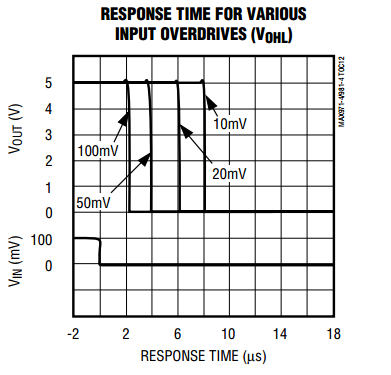 RESPONSE TIME FOR VARIOUS
INPUT OVERDRIVES (VOHL)
MAX971-4/981-4 TOC12
VOUT (V)
5
4
3
2
1
0
10mV
100mV
20mV
50mV
VIN (mV)
100
0
-2 2 6 10 14 18
RESPONSE TIME (µs)